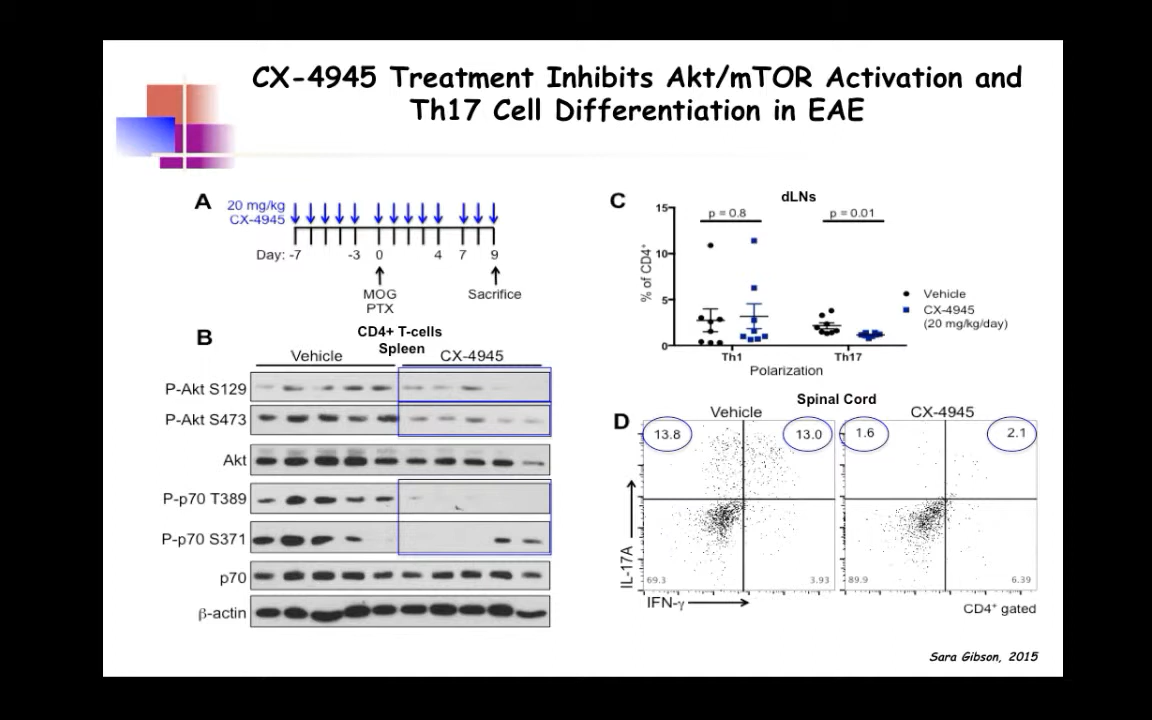 CX-4945 Treatment Inhibits Akt/mTOR Activation and
Th17 Cell Differentiation in EAE
A
20 mg/kg
CX-4945
Day: -7 -3 0 4 7 9
MOG
PTX
Sacrifice
B
CD4+ T-cells
Spleen
Vehicle CX-4945
P-Akt S129
P-Akt S473
Akt
P-p70 T389
P-p70 S371
p70
β-actin
C
dLNs
p = 0.8 p = 0.01
% of CD4⁺
15
10
5
0
Th1 Th17
Polarization
Vehicle
CX-4945
(20 mg/kg/day)
D
Spinal Cord
Vehicle CX-4945
13.8 13.0 1.6 2.1
69.3 3.93 89.9 6.39
IL-17A
IFN-γ
CD4⁺ gated
Sara Gibson, 2015